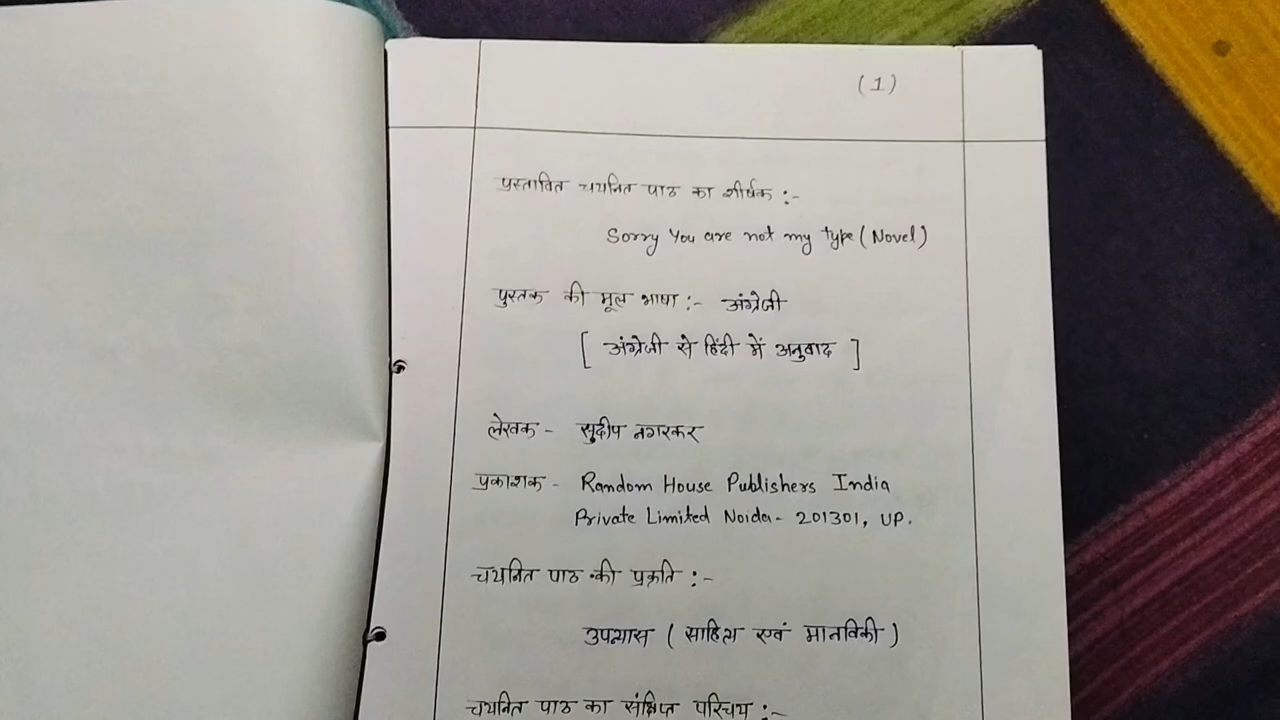 (1)
प्रस्तावित चयनित पाठ का शीर्षक :-
Sorry You are not my type (Novel)
पुस्तक की मूल भाषा :- अंग्रेजी
[ अंग्रेजी से हिंदी में अनुवाद ]
लेखक - सुदीप नगरकर
प्रकाशक - Random House Publishers India
Private Limited Noida - 201301, UP.
चयनित पाठ की प्रकृति :-
उपन्यास ( साहित्य एवं मानविकी )
चयनित पाठ का संक्षिप्त परिचय :-